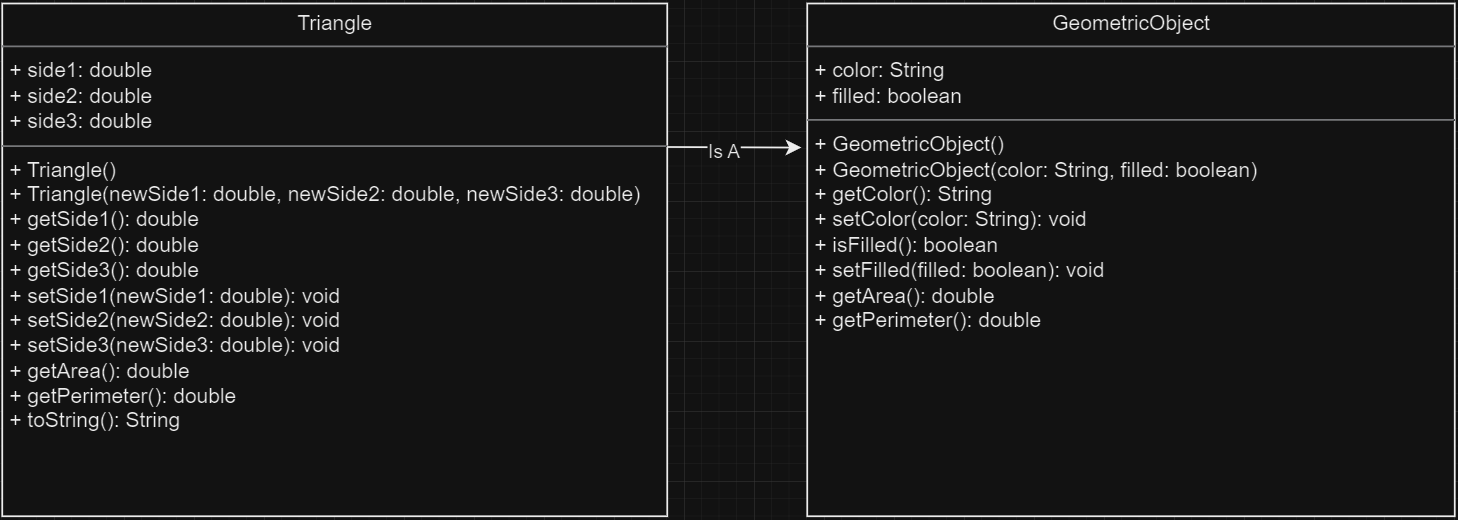 Triangle
+ side1: double
+ side2: double
+ side3: double
+ Triangle()
+ Triangle(newSide1: double, newSide2: double, newSide3: double)
+ getSide1(): double
+ getSide2(): double
+ getSide3(): double
+ setSide1(newSide1: double): void
+ setSide2(newSide2: double): void
+ setSide3(newSide3: double): void
+ getArea(): double
+ getPerimeter(): double
+ toString(): String
Is A
GeometricObject
+ color: String
+ filled: boolean
+ GeometricObject()
+ GeometricObject(color: String, filled: boolean)
+ getColor(): String
+ setColor(color: String): void
+ isFilled(): boolean
+ setFilled(filled: boolean): void
+ getArea(): double
+ getPerimeter(): double